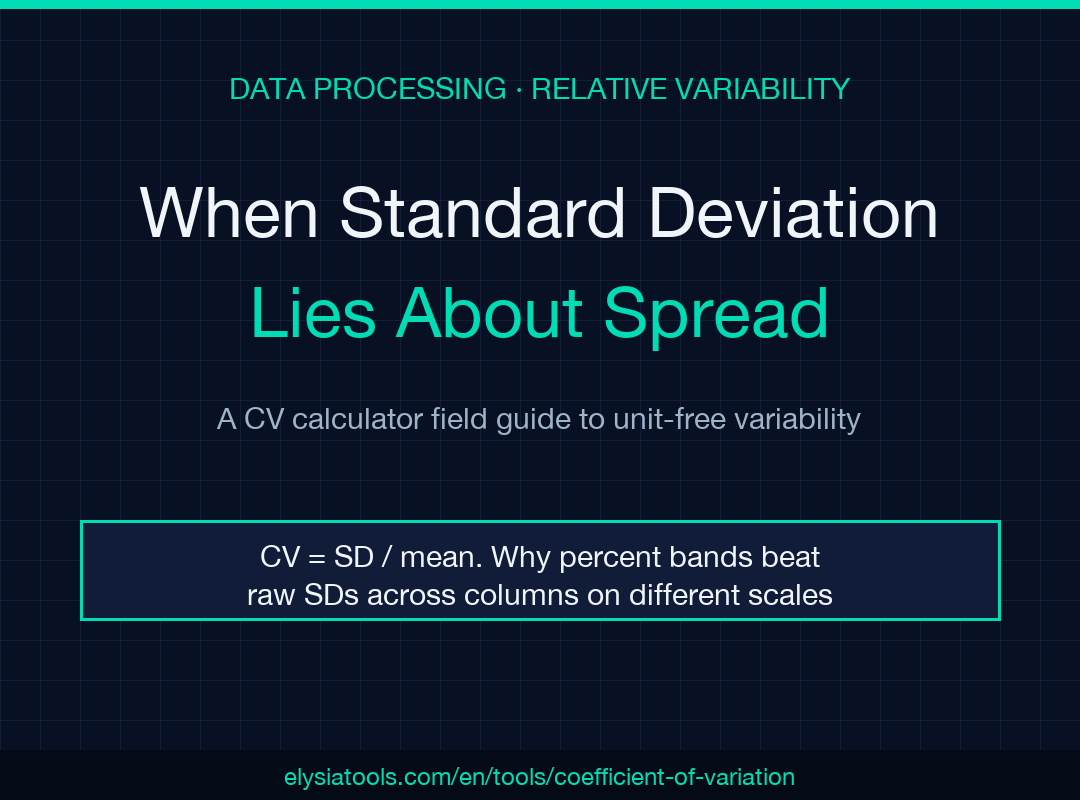 DATA PROCESSING · RELATIVE VARIABILITY
When Standard Deviation
Lies About Spread
A CV calculator field guide to unit-free variability
CV = SD / mean. Why percent bands beat
raw SDs across columns on different scales
elysiatools.com/en/tools/coefficient-of-variation